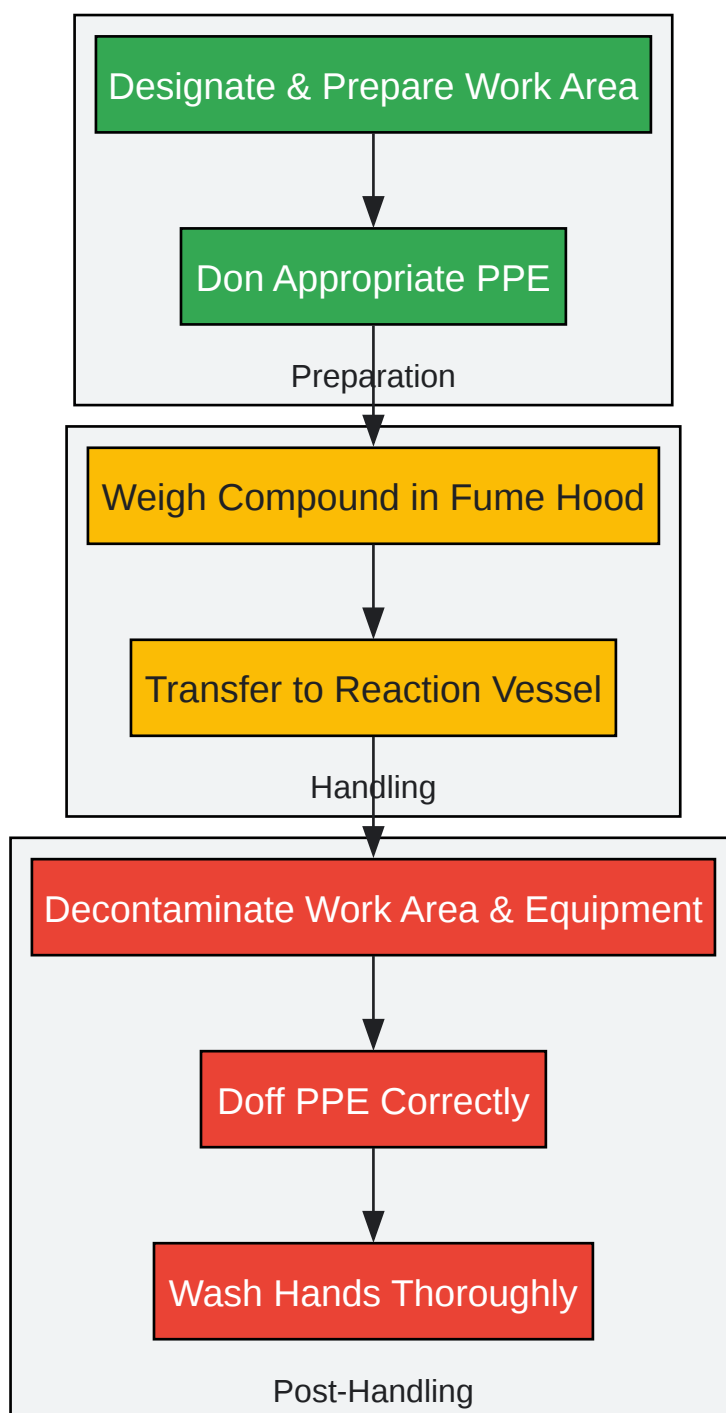 Designate & Prepare Work Area
Don Appropriate PPE
Preparation
Weigh Compound in Fume Hood
Transfer to Reaction Vessel
Handling
Decontaminate Work Area & Equipment
Doff PPE Correctly
Wash Hands Thoroughly
Post-Handling